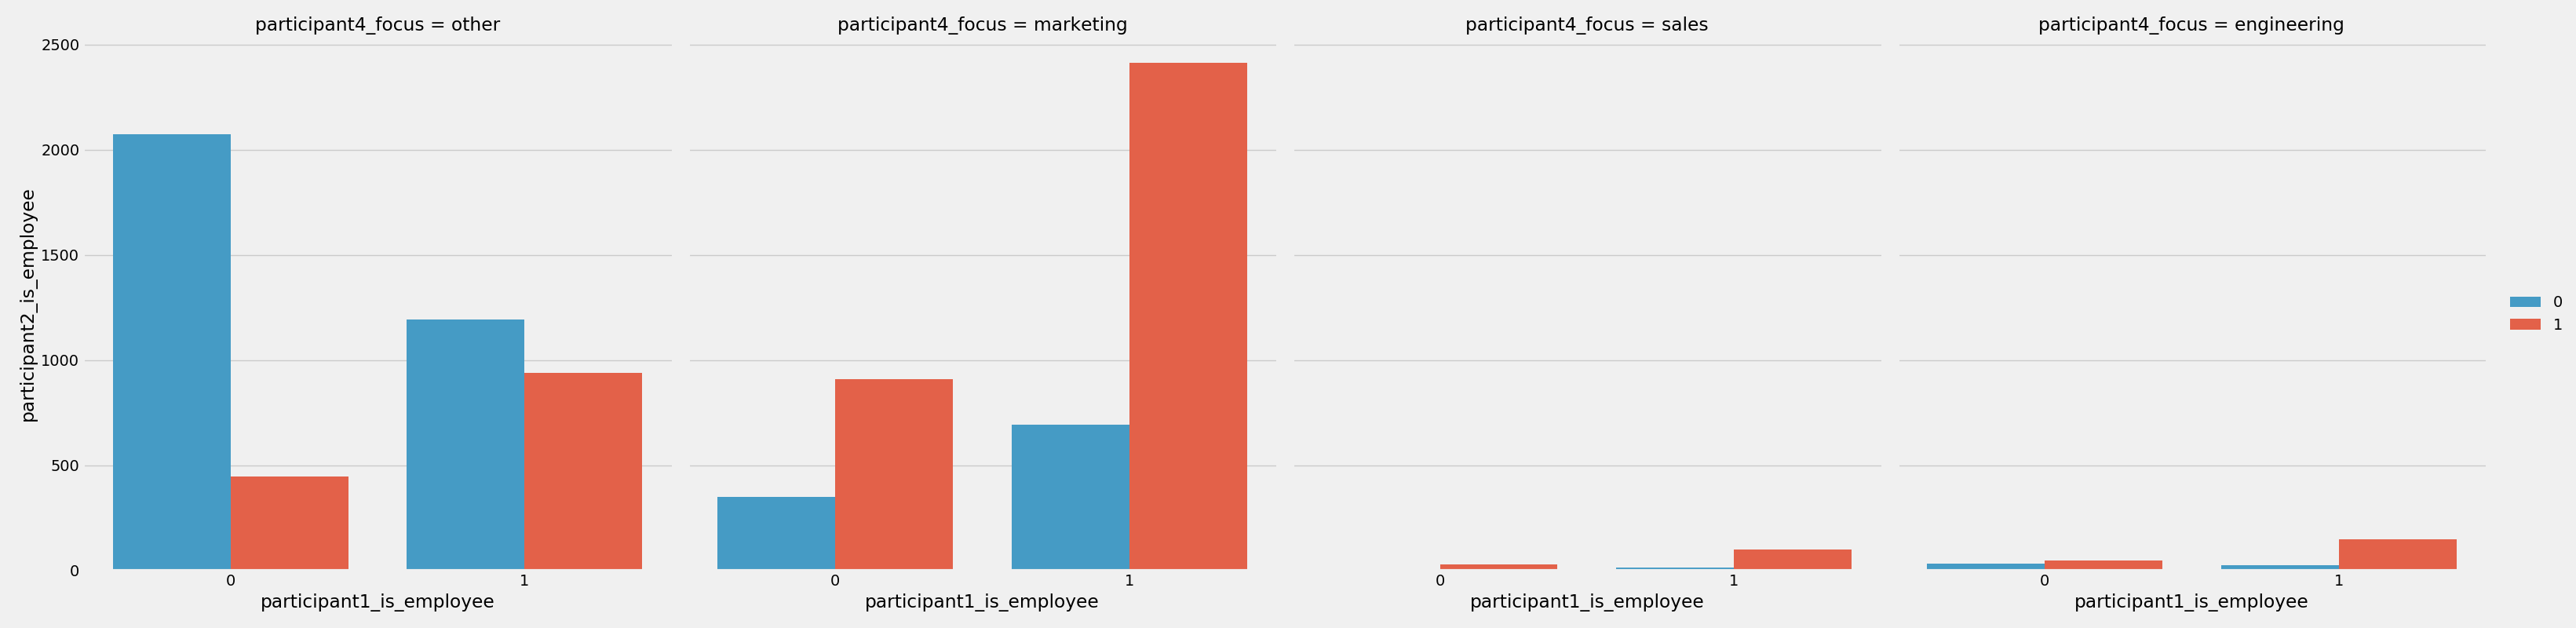 participant4_focus = other
participant4_focus = marketing
participant4_focus = sales
participant4_focus = engineering
participant2_is_employee
2500
2000
1500
1000
500
0
0 1
0 1
0 1
0 1
participant1_is_employee
participant1_is_employee
participant1_is_employee
participant1_is_employee
0
1